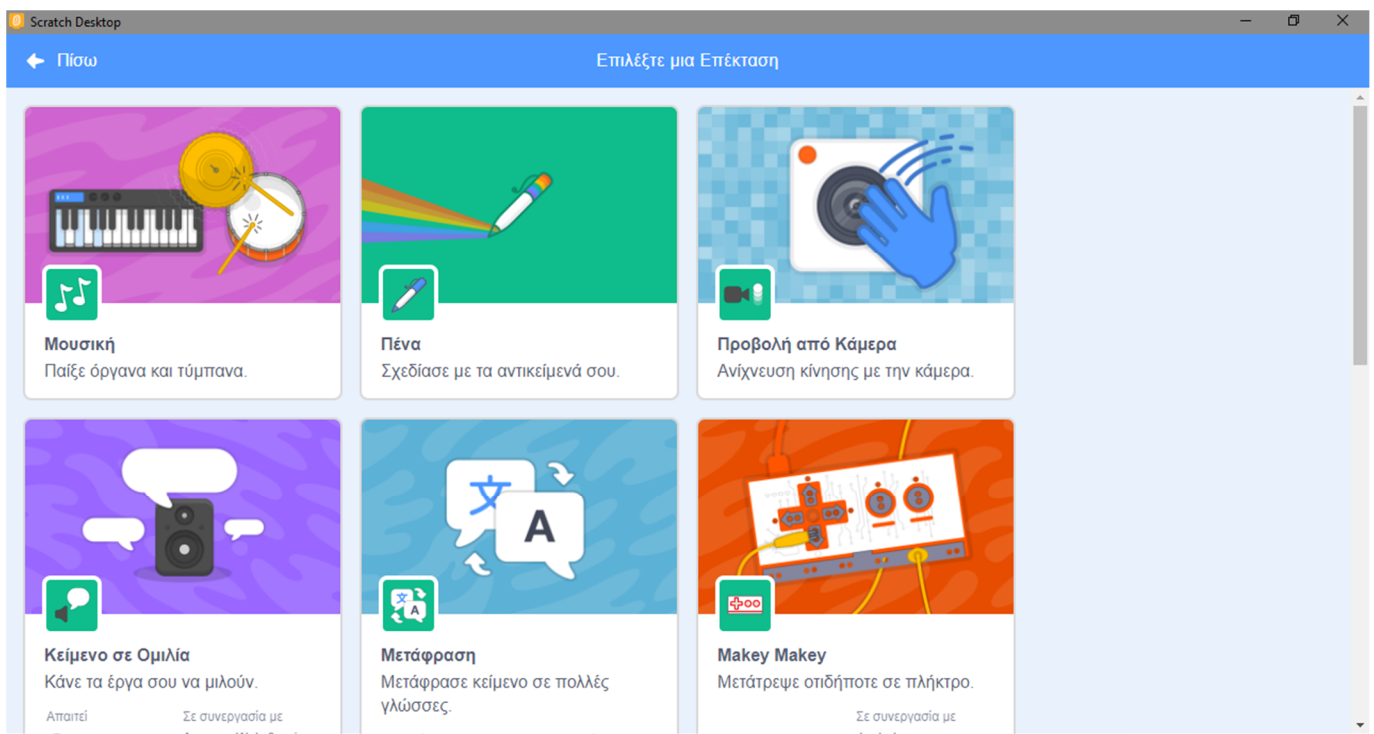 Scratch Desktop
Πίσω
Επιλέξτε μια Επέκταση
Μουσική
Παίξε όργανα και τύμπανα.
Πένα
Σχεδίασε με τα αντικείμενά σου.
Προβολή από Κάμερα
Ανίχνευση κίνησης με την κάμερα.
文 A
Κείμενο σε Ομιλία
Κάνε τα έργα σου να μιλούν.
Απαιτεί Σε συνεργασία με
文 A
Μετάφραση
Μετάφρασε κείμενο σε πολλές
γλώσσες.
Makey Makey
Μετάτρεψε οτιδήποτε σε πλήκτρο.
Σε συνεργασία με